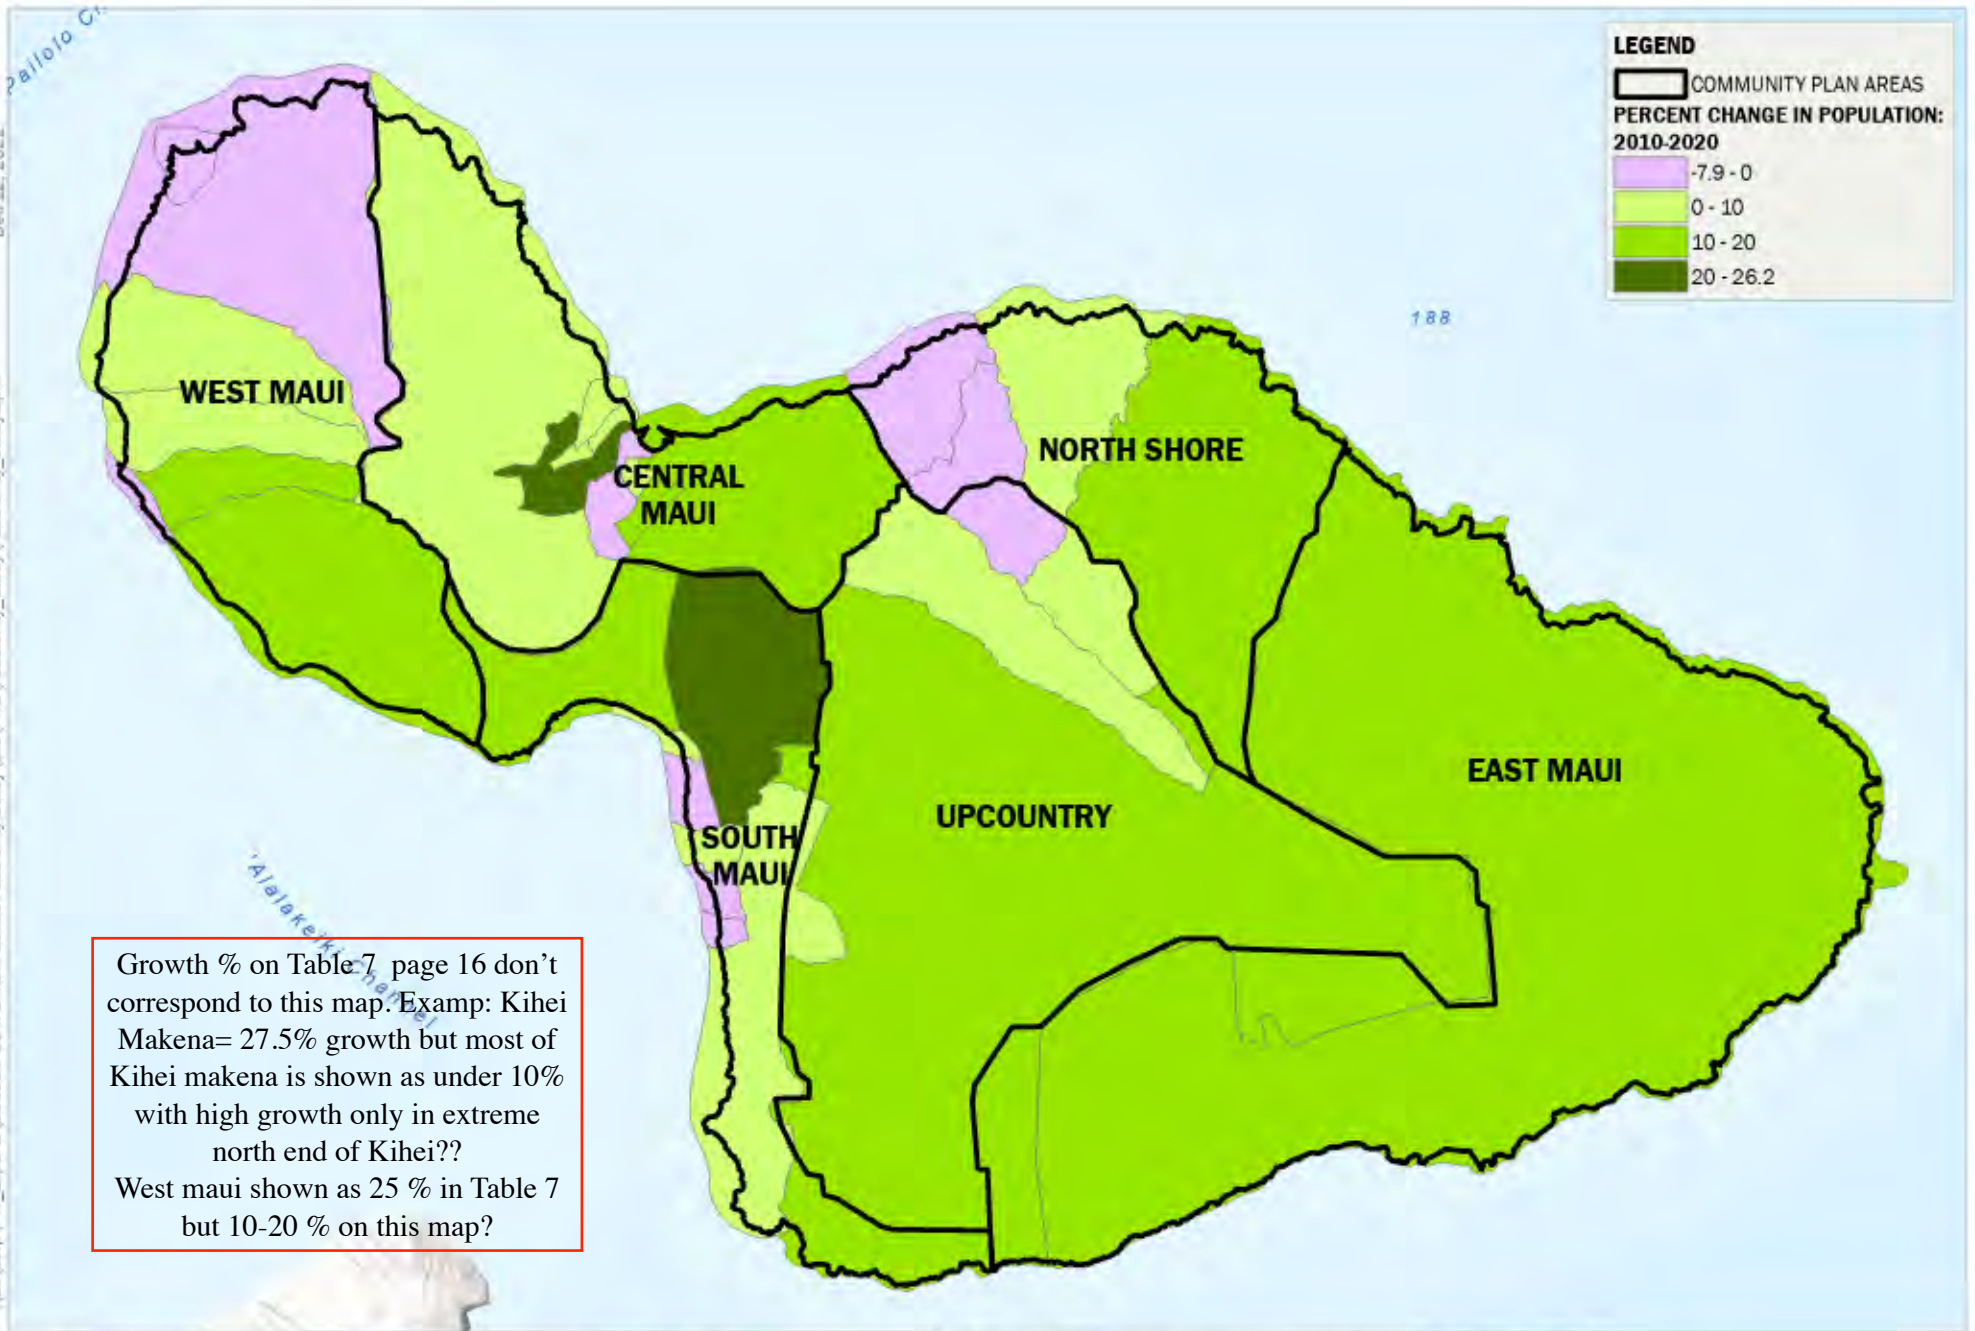 Pailolo C
LEGEND
COMMUNITY PLAN AREAS
PERCENT CHANGE IN POPULATION:
2010-2020
-7.9 - 0
0 - 10
10 - 20
20 - 26.2
188
WEST MAUI
NORTH SHORE
CENTRAL
MAUI
EAST MAUI
UPCOUNTRY
SOUTH
MAUI
'Alalakeiki Channel
Growth % on Table 7 page 16 don't
correspond to this map. Examp: Kihei
Makena= 27.5% growth but most of
Kihei makena is shown as under 10%
with high growth only in extreme
north end of Kihei??
West maui shown as 25 % in Table 7
but 10-20 % on this map?